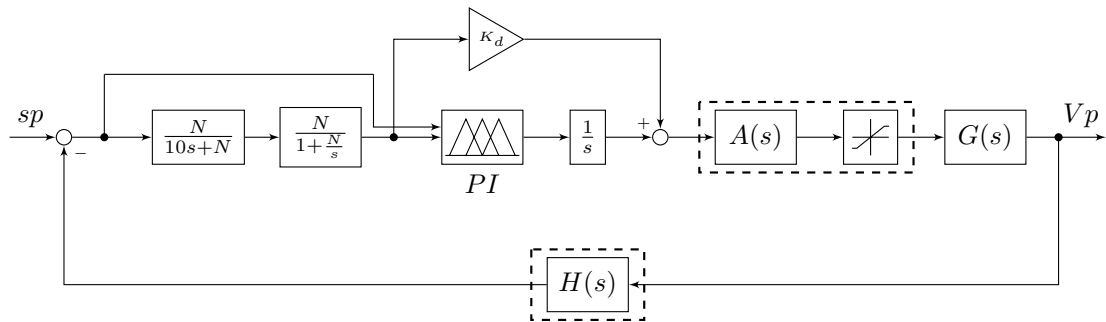 K_d
sp
−
N
10s+N
N
1+N/s
PI
1
s
+
A(s)
G(s)
Vp
H(s)